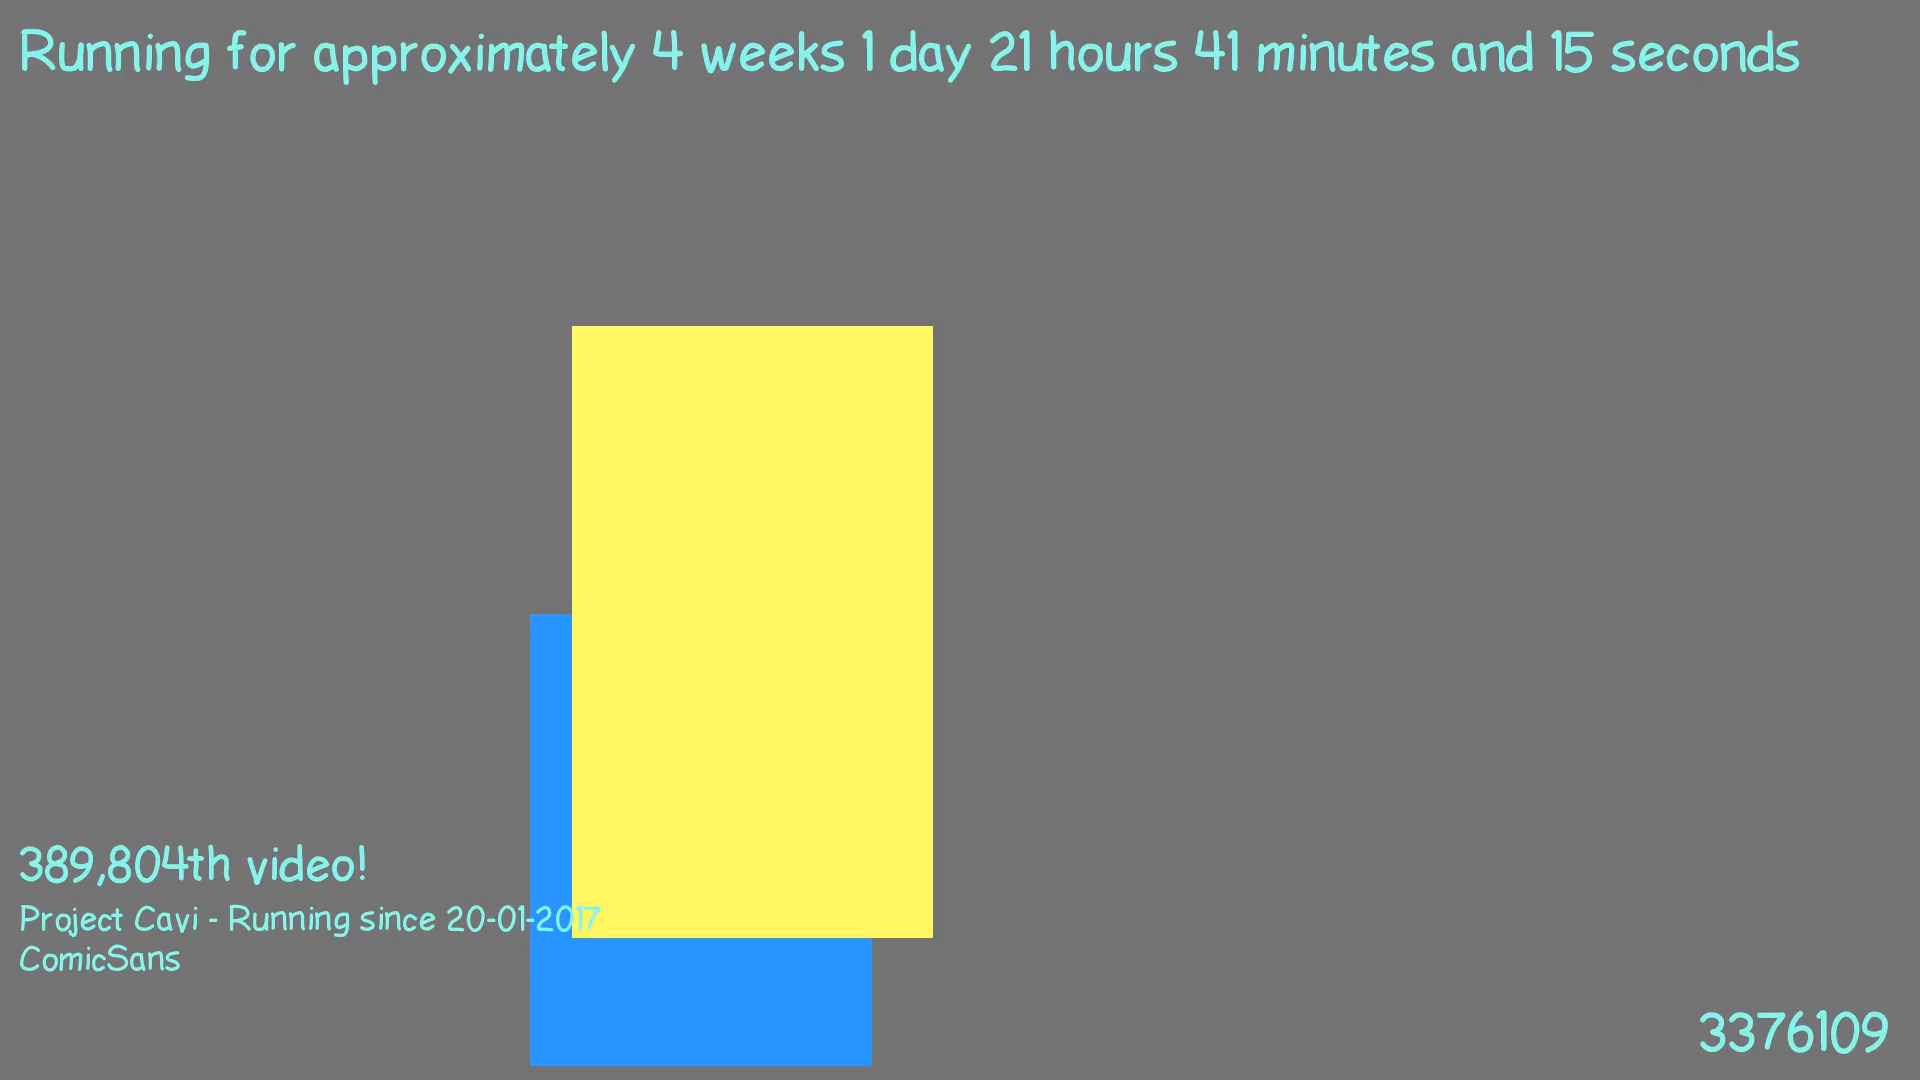 Running for approximately 4 weeks 1 day 21 hours 41 minutes and 15 seconds
389,804th video!
Project Cavi - Running since 20-01-2017
ComicSans
3376109